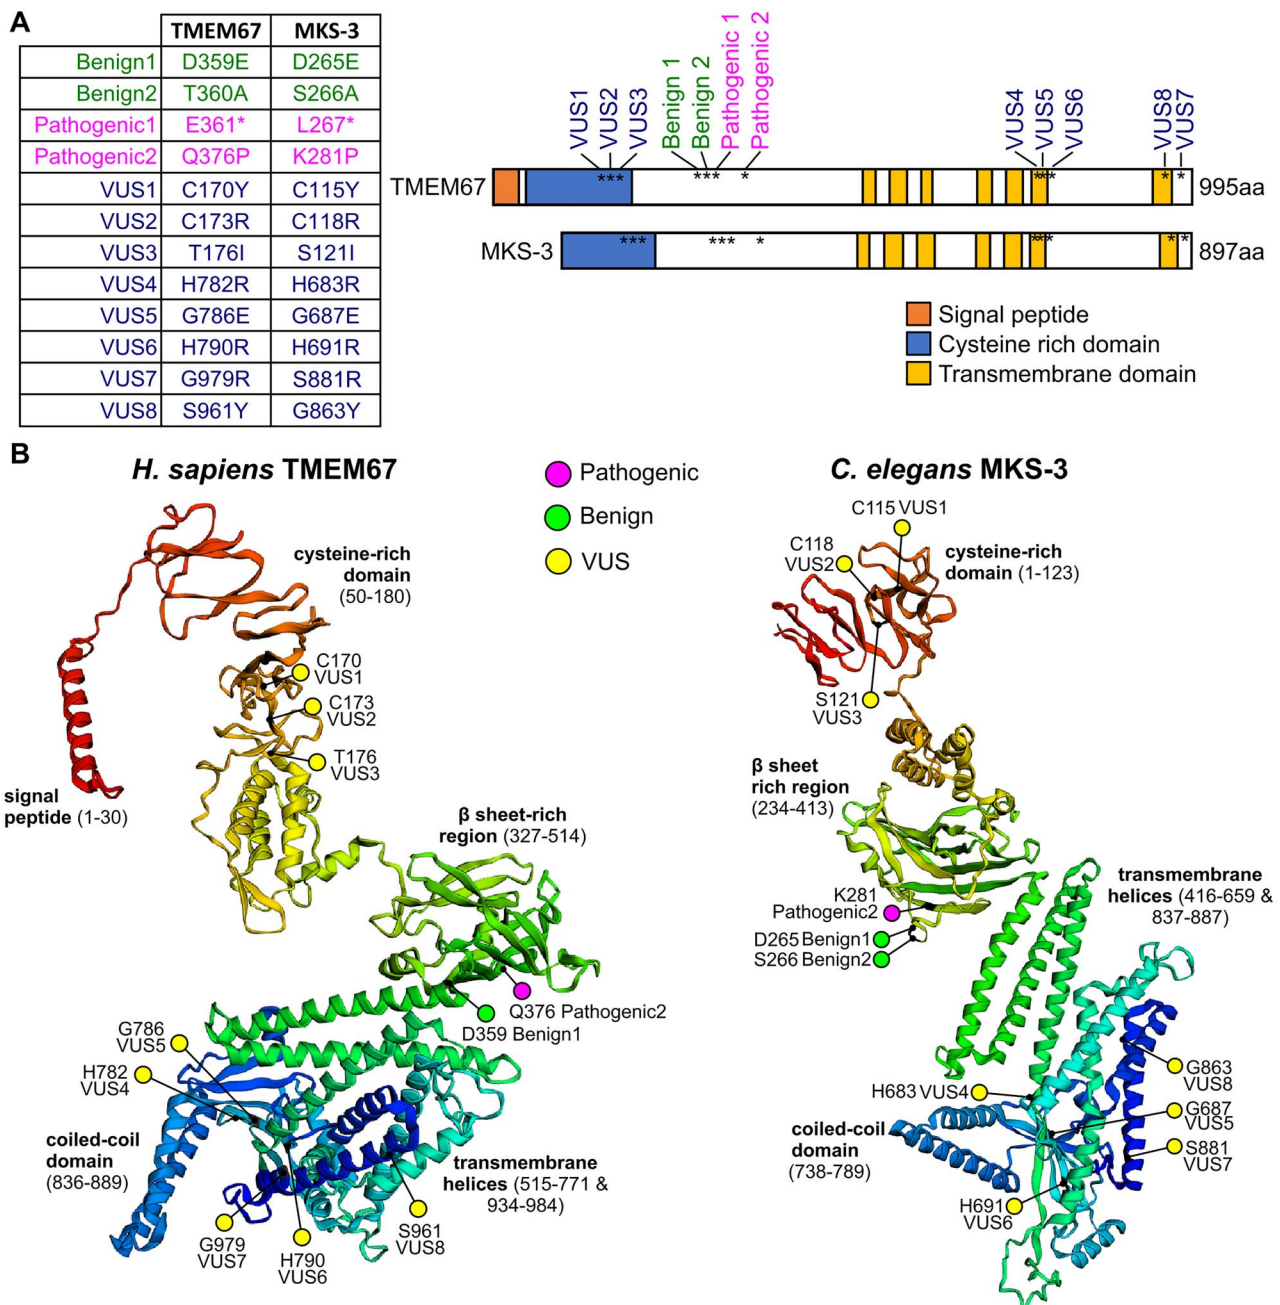 A
TMEM67 MKS-3
Benign1 D359E D265E
Benign2 T360A S266A
Pathogenic1 E361* L267*
Pathogenic2 Q376P K281P
VUS1 C170Y C115Y
VUS2 C173R C118R
VUS3 T176I S121I
VUS4 H782R H683R
VUS5 G786E G687E
VUS6 H790R H691R
VUS7 G979R S881R
VUS8 S961Y G863Y
VUS1
VUS2
VUS3
Benign 1
Benign 2
Pathogenic 1
Pathogenic 2
VUS4
VUS5
VUS6
VUS8
VUS7
TMEM67 *** *** * *** * * 995aa
MKS-3 *** *** * *** * * 897aa
Signal peptide
Cysteine rich domain
Transmembrane domain
B
H. sapiens TMEM67
cysteine-rich
domain
(50-180)
C170
VUS1
C173
VUS2
T176
VUS3
signal
peptide (1-30)
β sheet-rich
region (327-514)
Q376 Pathogenic2
D359 Benign1
G786
VUS5
H782
VUS4
coiled-coil
domain
(836-889)
transmembrane
helices (515-771 &
934-984)
G979
VUS7
H790
VUS6
S961
VUS8
Pathogenic
Benign
VUS
C. elegans MKS-3
C115 VUS1
C118
VUS2
cysteine-rich
domain (1-123)
S121
VUS3
β sheet
rich region
(234-413)
K281
Pathogenic2
D265 Benign1
S266 Benign2
transmembrane
helices (416-659 &
837-887)
G863
VUS8
H683 VUS4
G687
VUS5
coiled-coil
domain
(738-789)
S881
VUS7
H691
VUS6